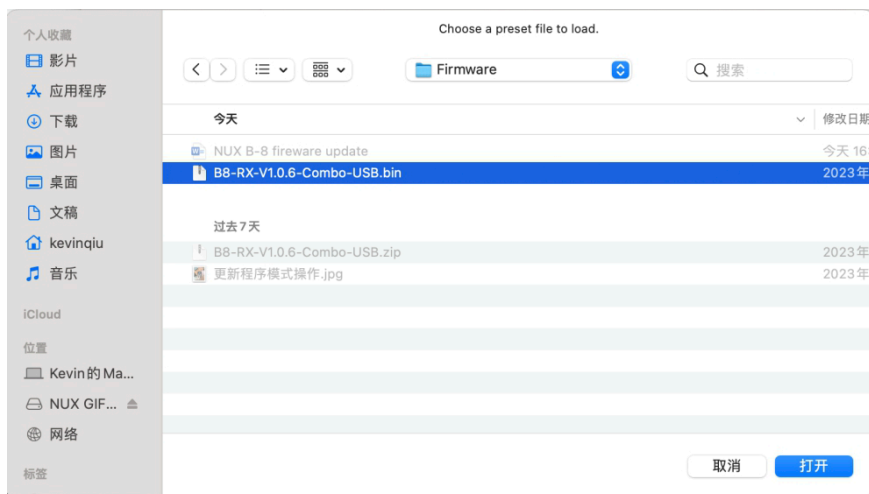 Choose a preset file to load.
个人收藏
影片
应用程序
下载
图片
桌面
文稿
kevinqiu
音乐
iCloud
位置
Kevin的Ma...
NUX GIF...
网络
标签
Firmware
搜索
今天
修改日期
NUX B-8 fireware update
今天 16:
B8-RX-V1.0.6-Combo-USB.bin
2023年
过去7天
B8-RX-V1.0.6-Combo-USB.zip
2023年
更新程序模式操作.jpg
2023年
取消
打开